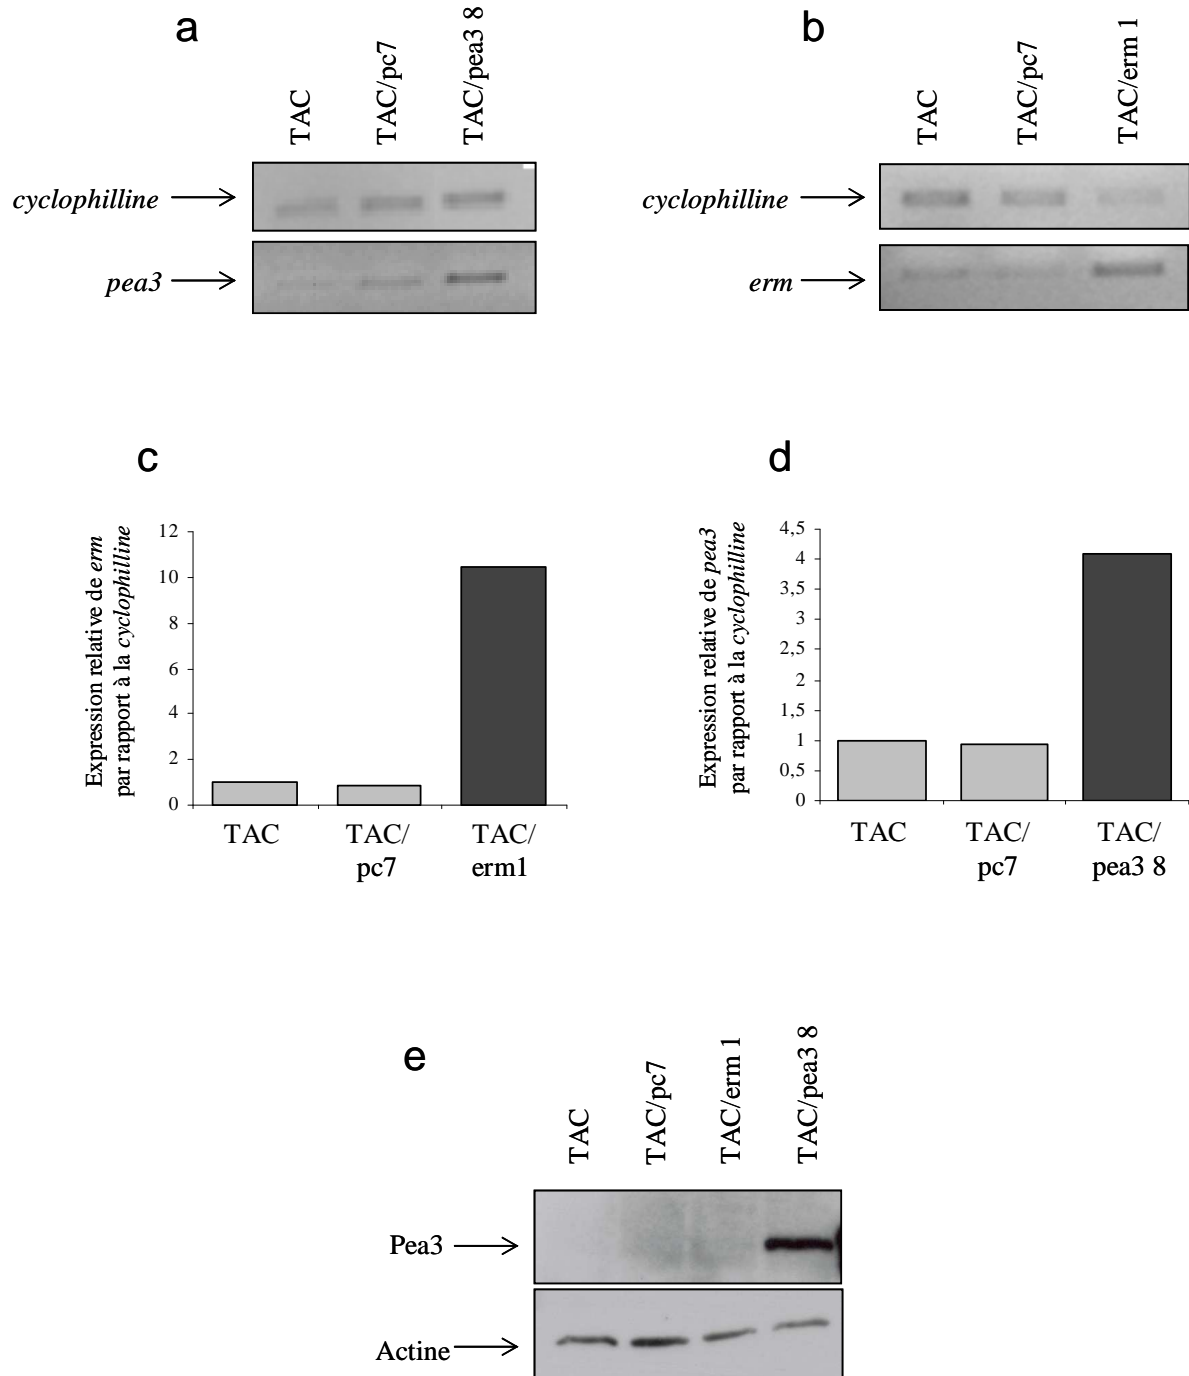 a
TAC
TAC/pc7
TAC/pea3 8
cyclophilline
pea3
b
TAC
TAC/pc7
TAC/erm 1
cyclophilline
erm
c
Expression relative de erm
par rapport à la cyclophilline
12
10
8
6
4
2
0
TAC
TAC/
pc7
TAC/
erm1
d
Expression relative de pea3
par rapport à la cyclophilline
4,5
4
3,5
3
2,5
2
1,5
1
0,5
0
TAC
TAC/
pc7
TAC/
pea3 8
e
TAC
TAC/pc7
TAC/erm 1
TAC/pea3 8
Pea3
Actine